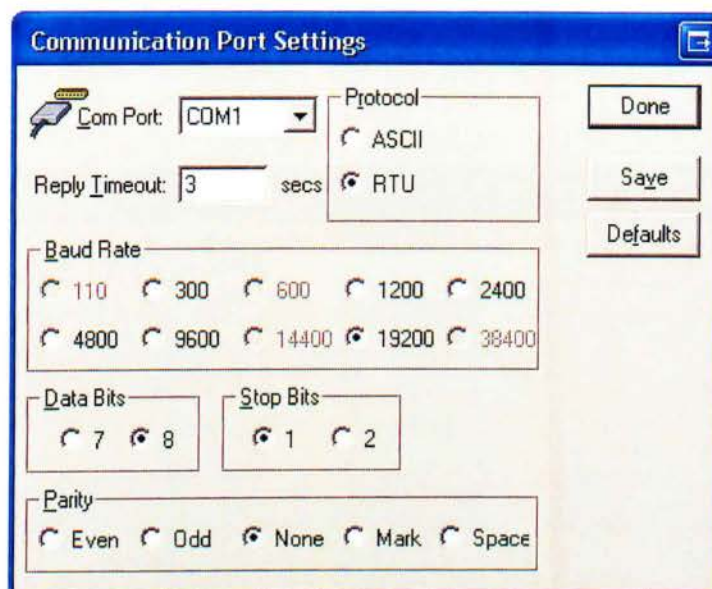 Communication Port Settings
Com Port: COM1
Reply Timeout: 3 secs
Protocol
ASCII
RTU
Done
Save
Defaults
Baud Rate
110 300 600 1200 2400
4800 9600 14400 19200 38400
Data Bits
7 8
Stop Bits
1 2
Parity
Even Odd None Mark Space